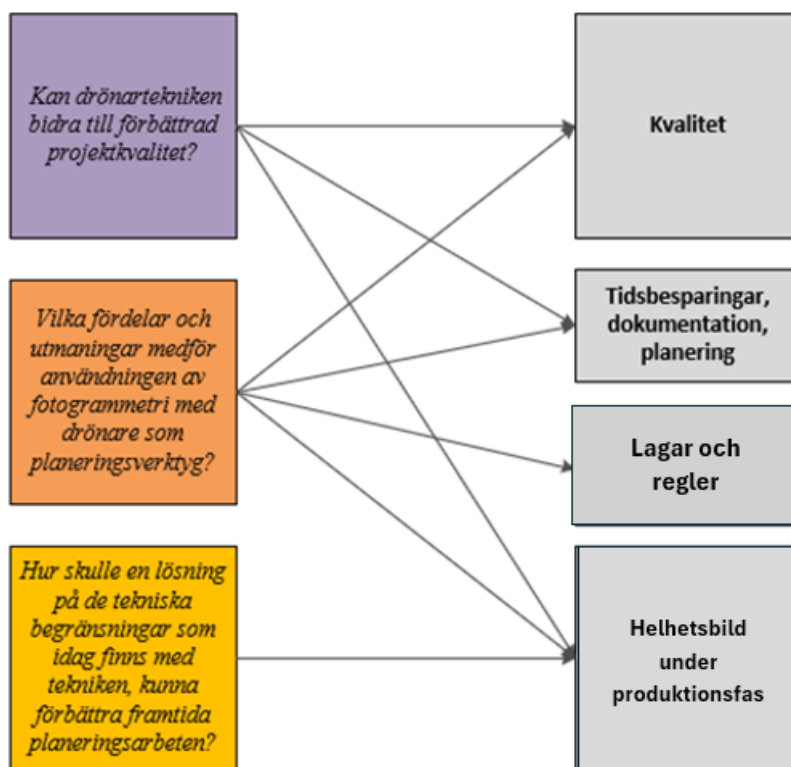 Kan drönartekniken
bidra till förbättrad
projektkvalitet?
Kvalitet
Vilka fördelar och
utmaningar medför
användningen av
fotogrammetri med
drönare som
planeringsverktyg?
Tidsbesparingar,
dokumentation,
planering
Lagar och
regler
Hur skulle en lösning
på de tekniska
begränsningar som
idag finns med
tekniken, kunna
förbättra framtida
planeringsarbeten?
Helhetsbild
under
produktionsfas